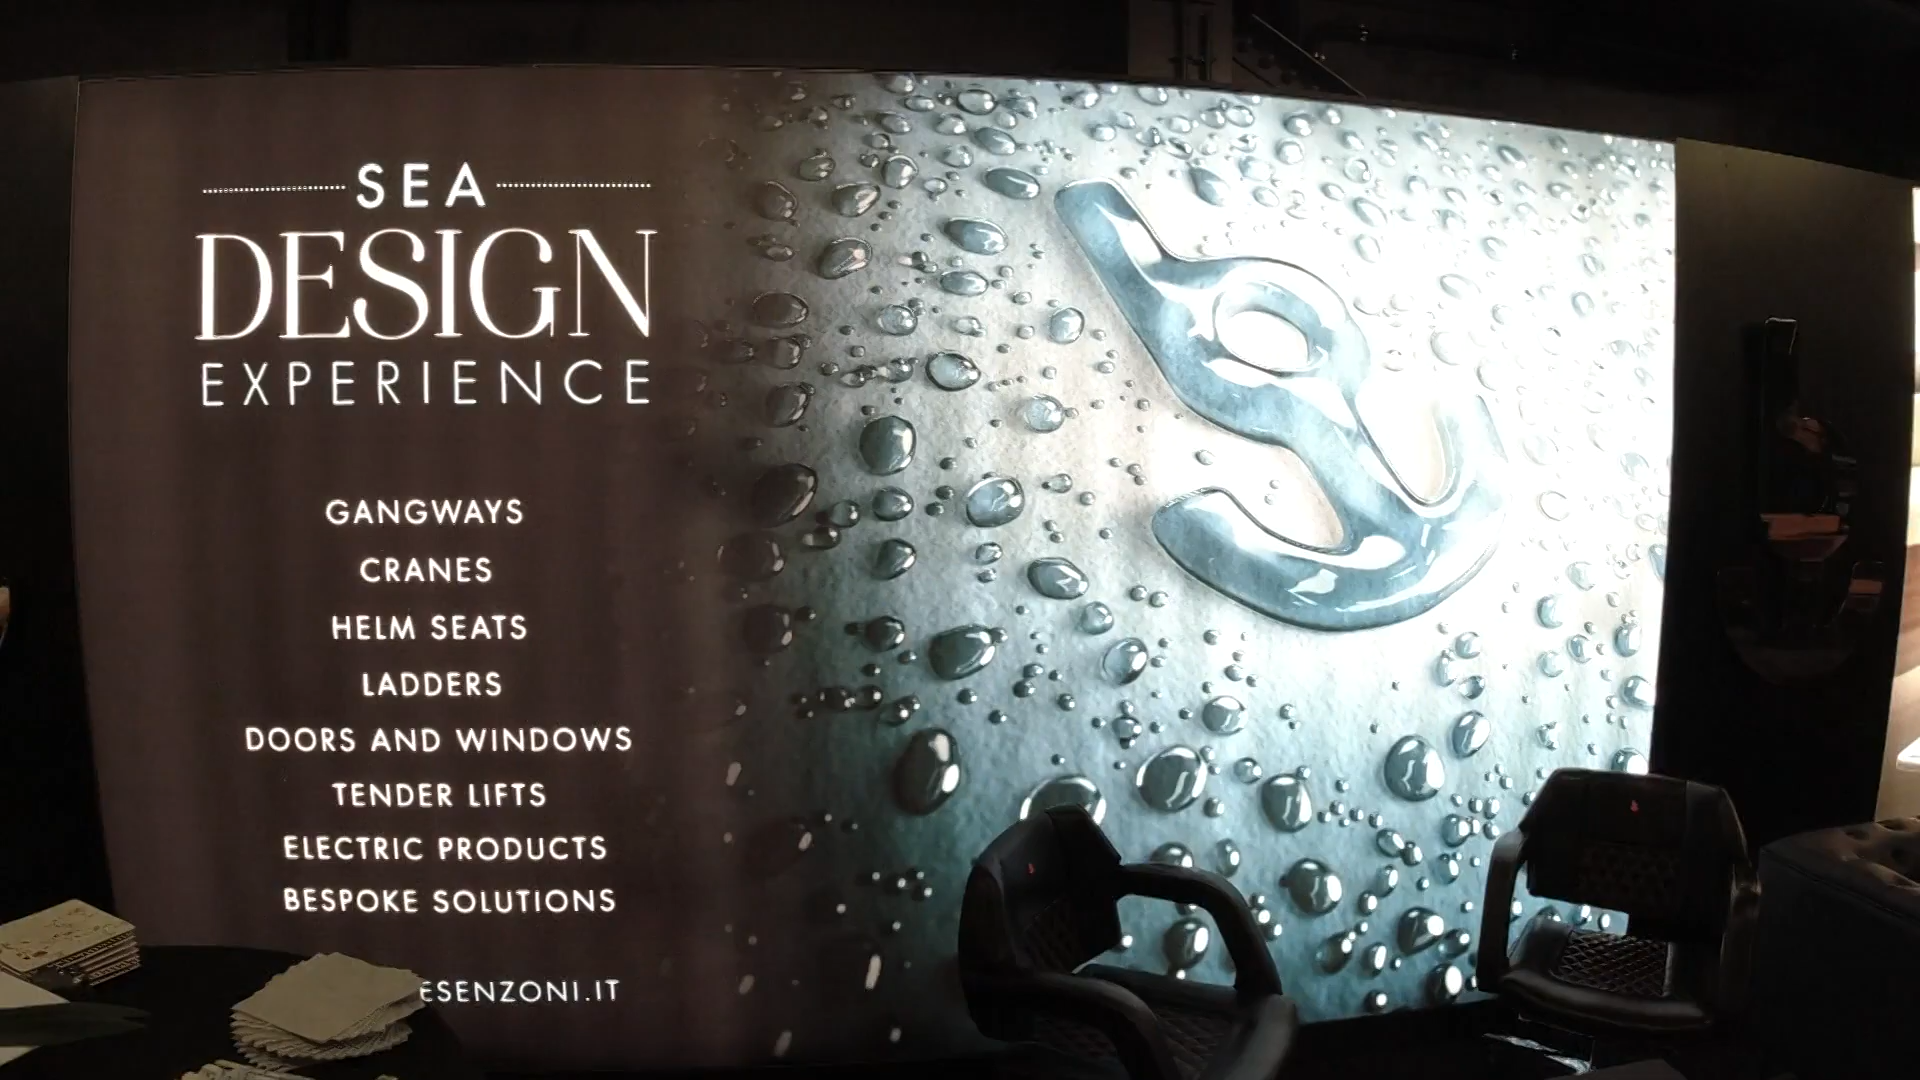 SEA
DESIGN
EXPERIENCE
GANGWAYS
CRANES
HELM SEATS
LADDERS
DOORS AND WINDOWS
TENDER LIFTS
ELECTRIC PRODUCTS
BESPOKE SOLUTIONS
ESENZONI.IT